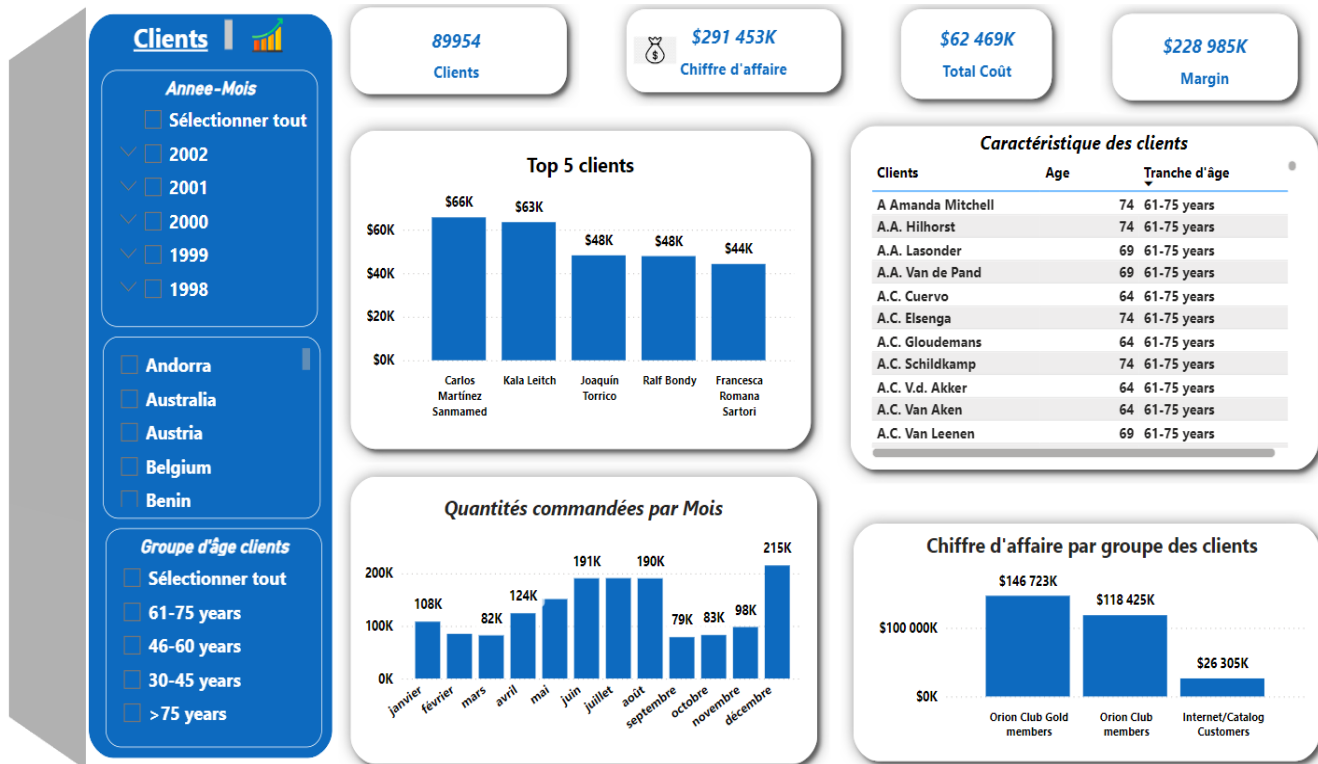 Clients
Annee-Mois
Sélectionner tout
2002
2001
2000
1999
1998
Andorra
Australia
Austria
Belgium
Benin
Groupe d'âge clients
Sélectionner tout
61-75 years
46-60 years
30-45 years
>75 years
89954
Clients
$
$291 453K
Chiffre d'affaire
$62 469K
Total Coût
$228 985K
Margin
Top 5 clients
$66K
$63K
$48K
$48K
$44K
$60K
$40K
$20K
$0K
Carlos
Martínez
Sanmamed
Kala Leitch
Joaquín
Torrico
Ralf Bondy
Francesca
Romana
Sartori
Caractéristique des clients
Clients Age Tranche d'âge
A Amanda Mitchell 74 61-75 years
A.A. Hilhorst 74 61-75 years
A.A. Lasonder 69 61-75 years
A.A. Van de Pand 69 61-75 years
A.C. Cuervo 64 61-75 years
A.C. Elsenga 74 61-75 years
A.C. Gloudemans 64 61-75 years
A.C. Schildkamp 74 61-75 years
A.C. V.d. Akker 64 61-75 years
A.C. Van Aken 64 61-75 years
A.C. Van Leenen 69 61-75 years
Quantités commandées par Mois
200K
100K
0K
108K
82K
124K
191K
190K
79K
83K
98K
215K
janvier
février
mars
avril
mai
juin
juillet
août
septembre
octobre
novembre
décembre
Chiffre d'affaire par groupe des clients
$146 723K
$118 425K
$26 305K
$100 000K
$0K
Orion Club Gold
members
Orion Club
members
Internet/Catalog
Customers